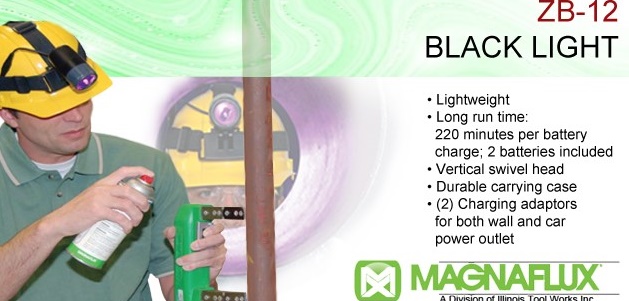 ZB-12
BLACK LIGHT
• Lightweight
• Long run time:
220 minutes per battery
charge; 2 batteries included
• Vertical swivel head
• Durable carrying case
• (2) Charging adaptors
for both wall and car
power outlet
MAGNAFLUX®
A Division of Illinois Tool Works Inc.